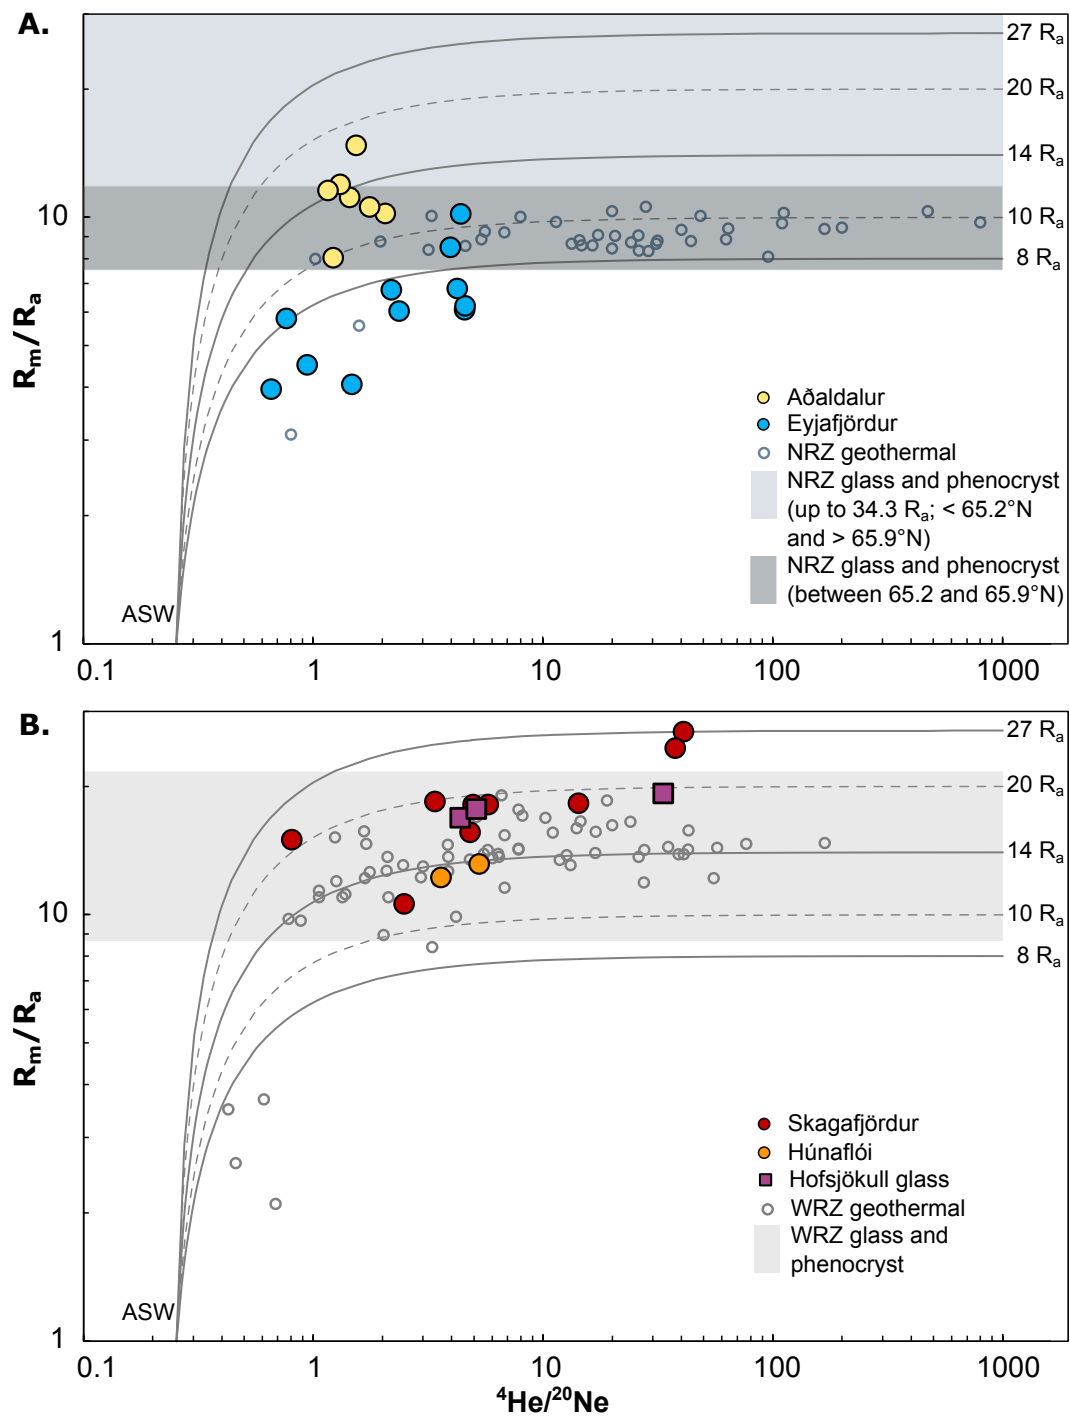 A.
27 Ra
20 Ra
14 Ra
10
10 Ra
8 Ra
Rm/Ra
Aðaldalur
Eyjafjördur
NRZ geothermal
NRZ glass and phenocryst
(up to 34.3 Ra; < 65.2°N
and > 65.9°N)
NRZ glass and phenocryst
(between 65.2 and 65.9°N)
ASW
1
0.1 1 10 100 1000
B.
27 Ra
20 Ra
14 Ra
10
10 Ra
8 Ra
Rm/Ra
Skagafjördur
Húnaflói
Hofsjökull glass
WRZ geothermal
WRZ glass and
phenocryst
ASW
1
0.1 1 10 100 1000
⁴He/²⁰Ne